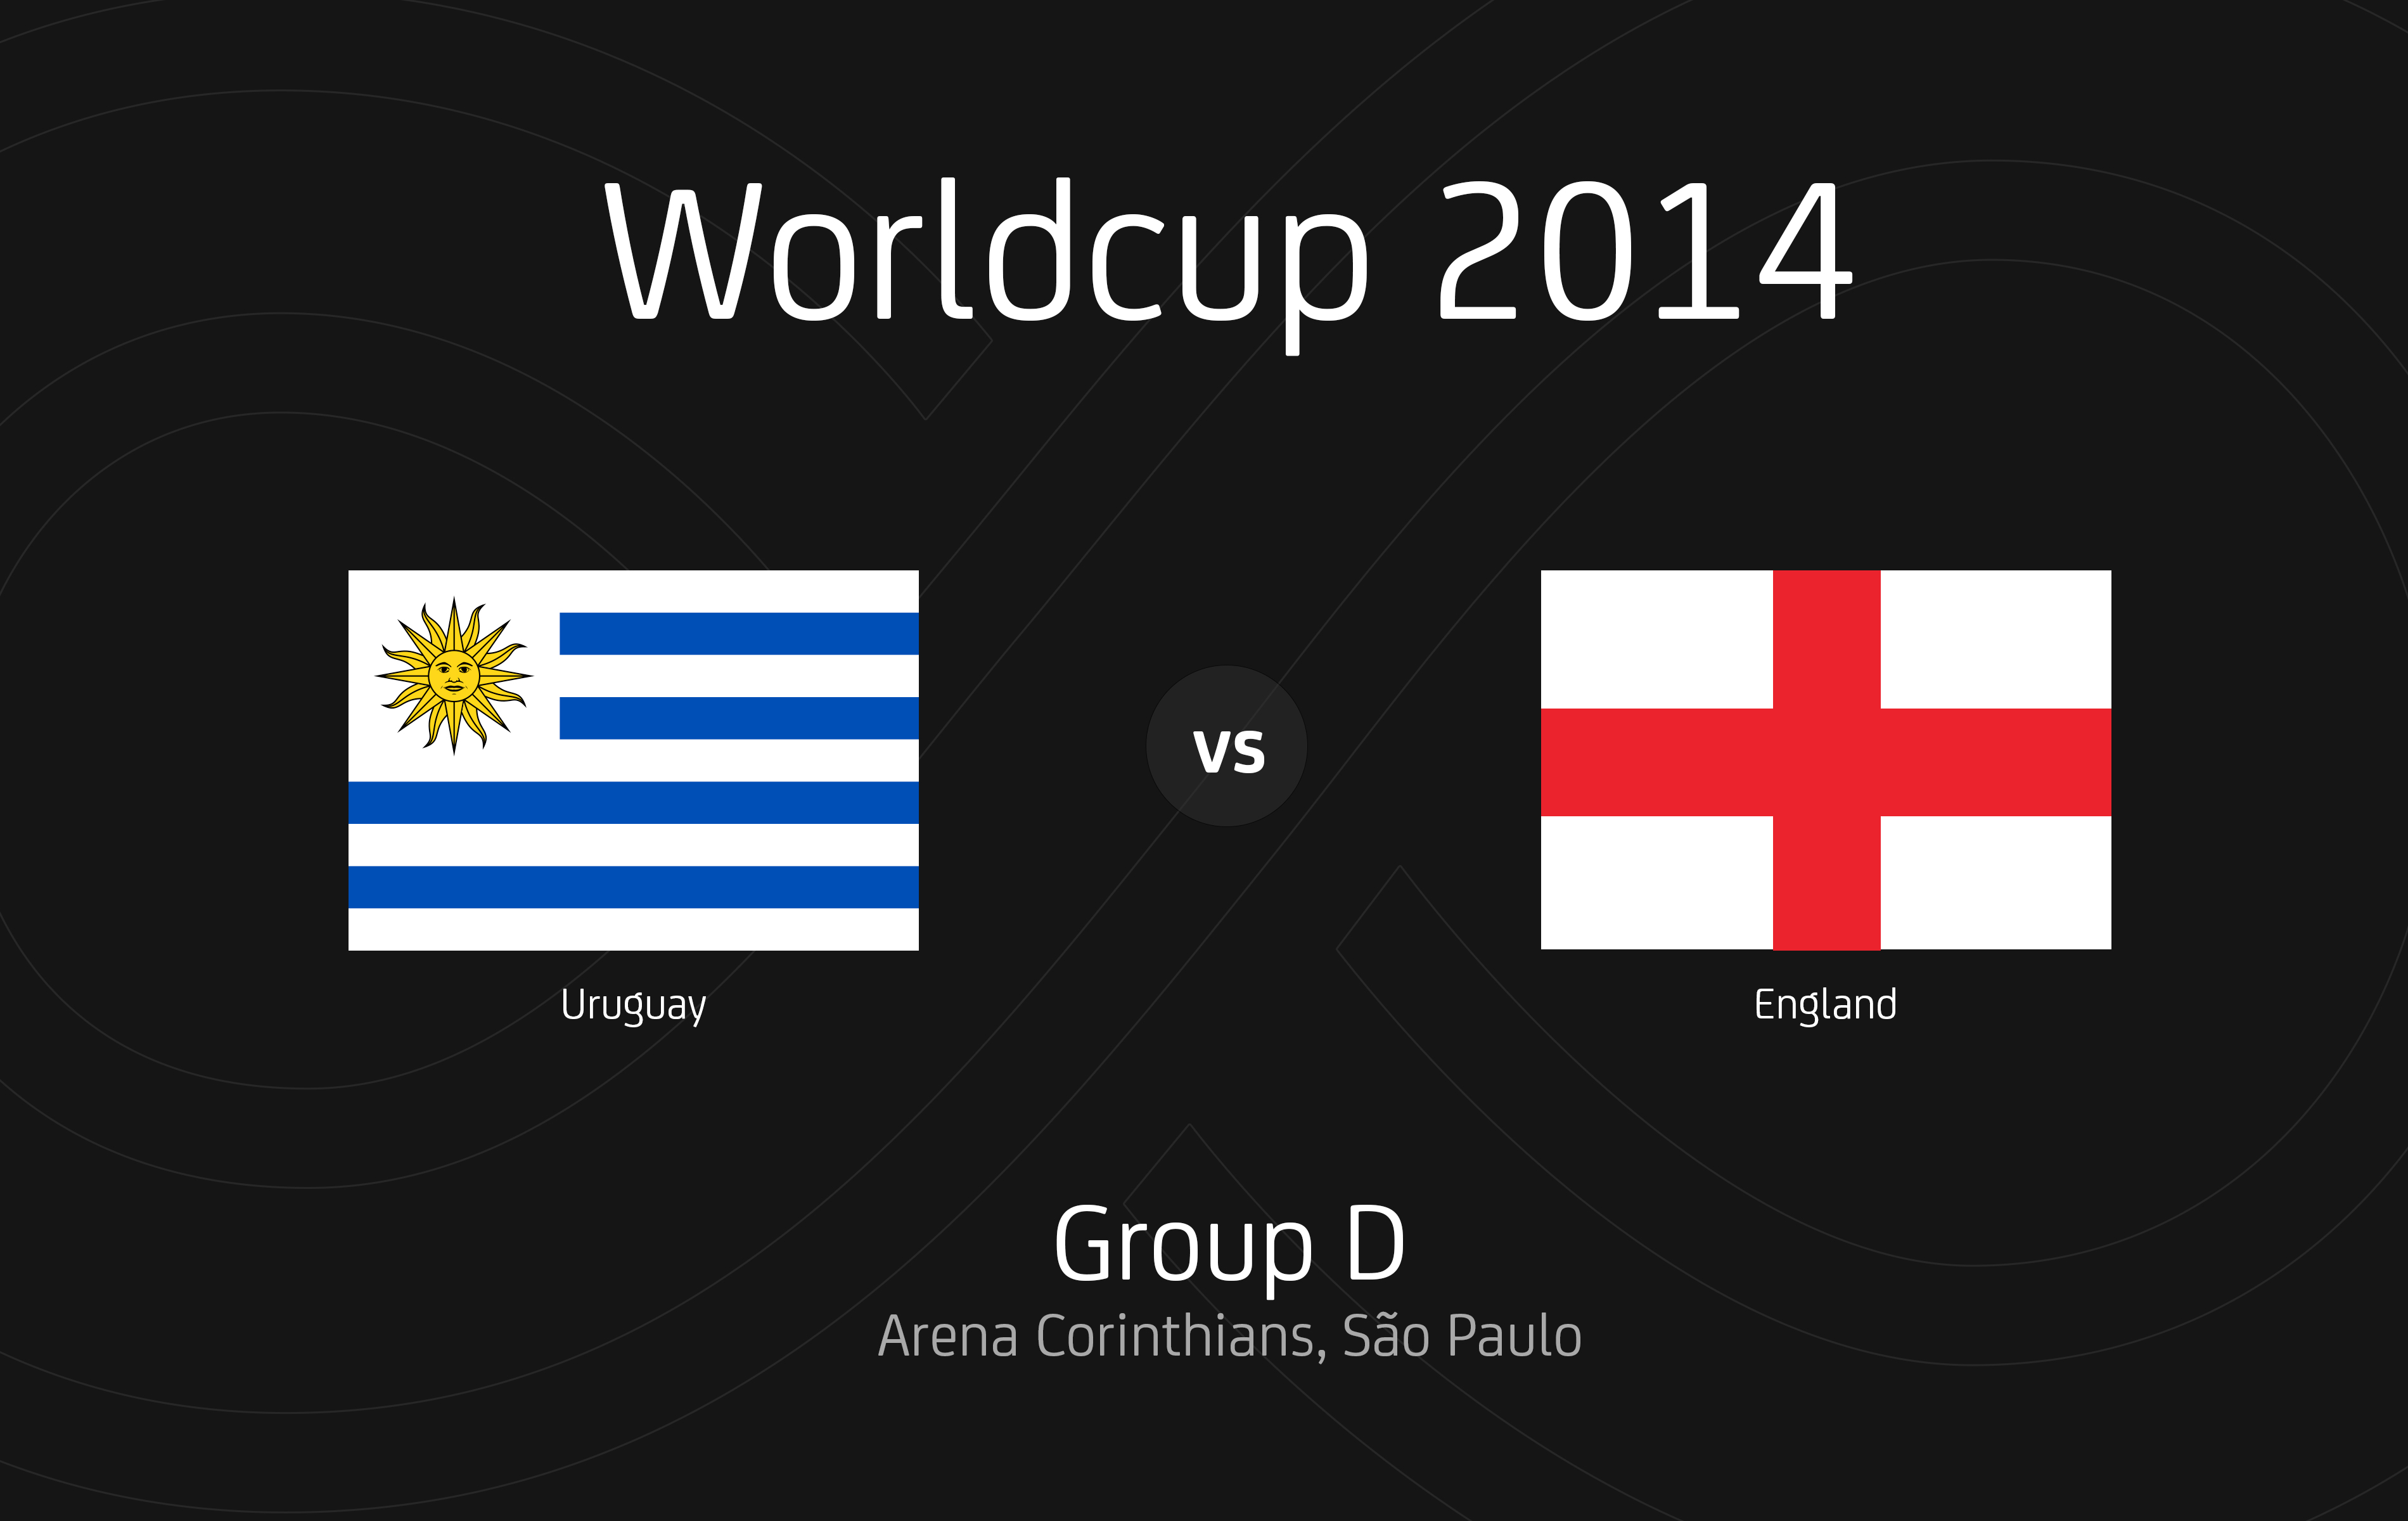 Worldcup 2014
vs
Uruguay
England
Group D
Arena Corinthians, São Paulo